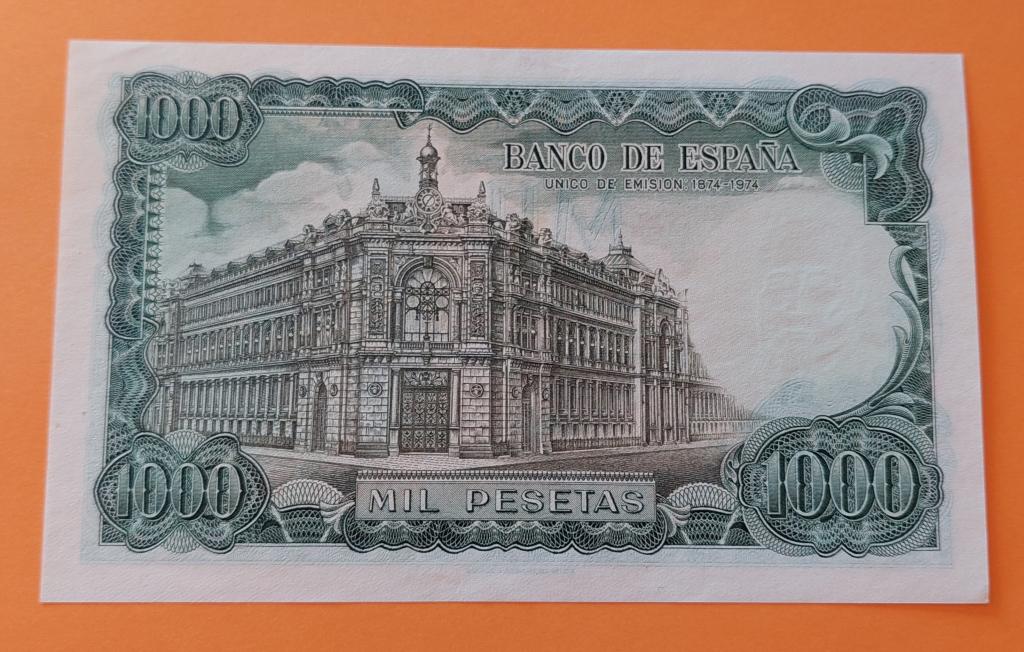 1000
BANCO DE ESPAÑA
UNICO DE EMISION: 1874-1974
1000
MIL PESETAS
1000